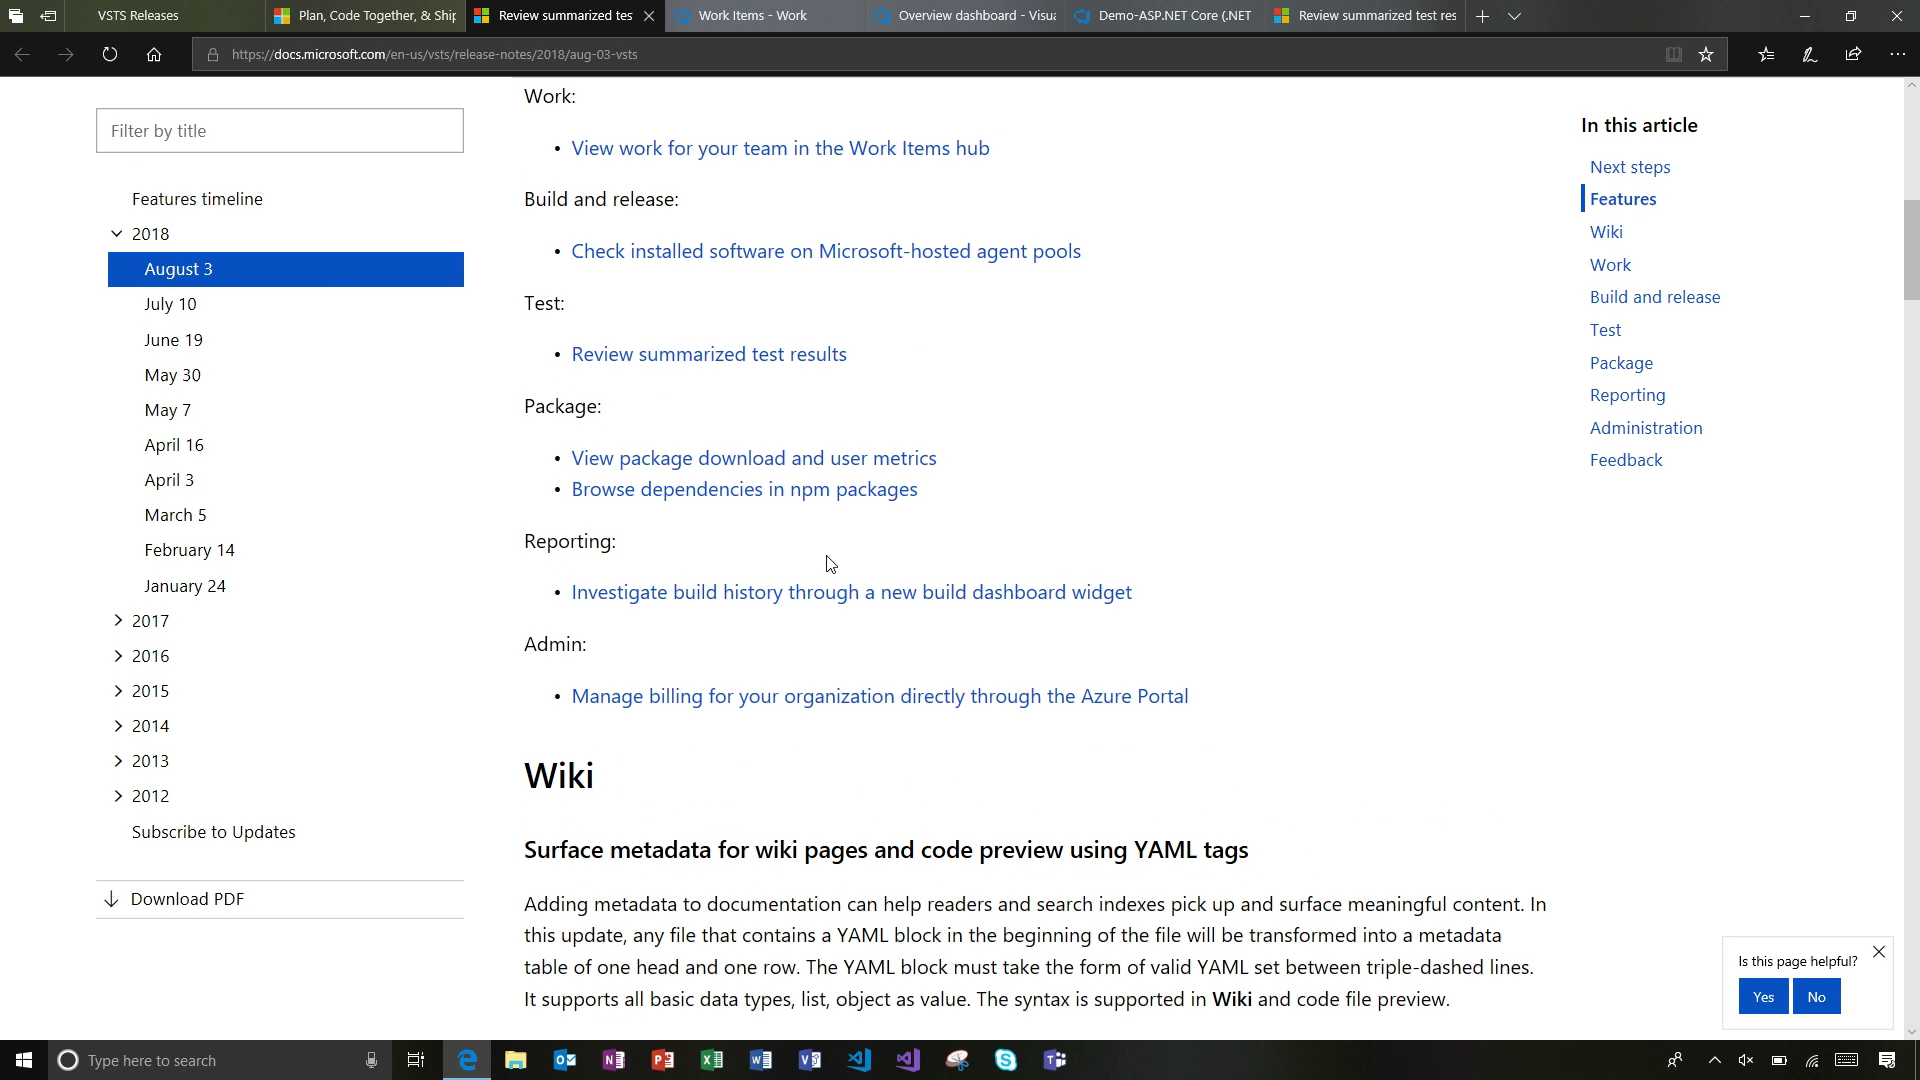 VSTS Releases
Plan, Code Together, & Ship
Review summarized tes
Work Items - Work
Overview dashboard - Visua
Demo-ASP.NET Core (.NET
Review summarized test res
https://docs.microsoft.com/en-us/vsts/release-notes/2018/aug-03-vsts
Filter by title
Features timeline
2018
August 3
July 10
June 19
May 30
May 7
April 16
April 3
March 5
February 14
January 24
2017
2016
2015
2014
2013
2012
Subscribe to Updates
Download PDF
Work:
• View work for your team in the Work Items hub
Build and release:
• Check installed software on Microsoft-hosted agent pools
Test:
• Review summarized test results
Package:
• View package download and user metrics
• Browse dependencies in npm packages
Reporting:
• Investigate build history through a new build dashboard widget
Admin:
• Manage billing for your organization directly through the Azure Portal
Wiki
Surface metadata for wiki pages and code preview using YAML tags
Adding metadata to documentation can help readers and search indexes pick up and surface meaningful content. In
this update, any file that contains a YAML block in the beginning of the file will be transformed into a metadata
table of one head and one row. The YAML block must take the form of valid YAML set between triple-dashed lines.
It supports all basic data types, list, object as value. The syntax is supported in Wiki and code file preview.
In this article
Next steps
Features
Wiki
Work
Build and release
Test
Package
Reporting
Administration
Feedback
Is this page helpful?
Yes
No
Type here to search